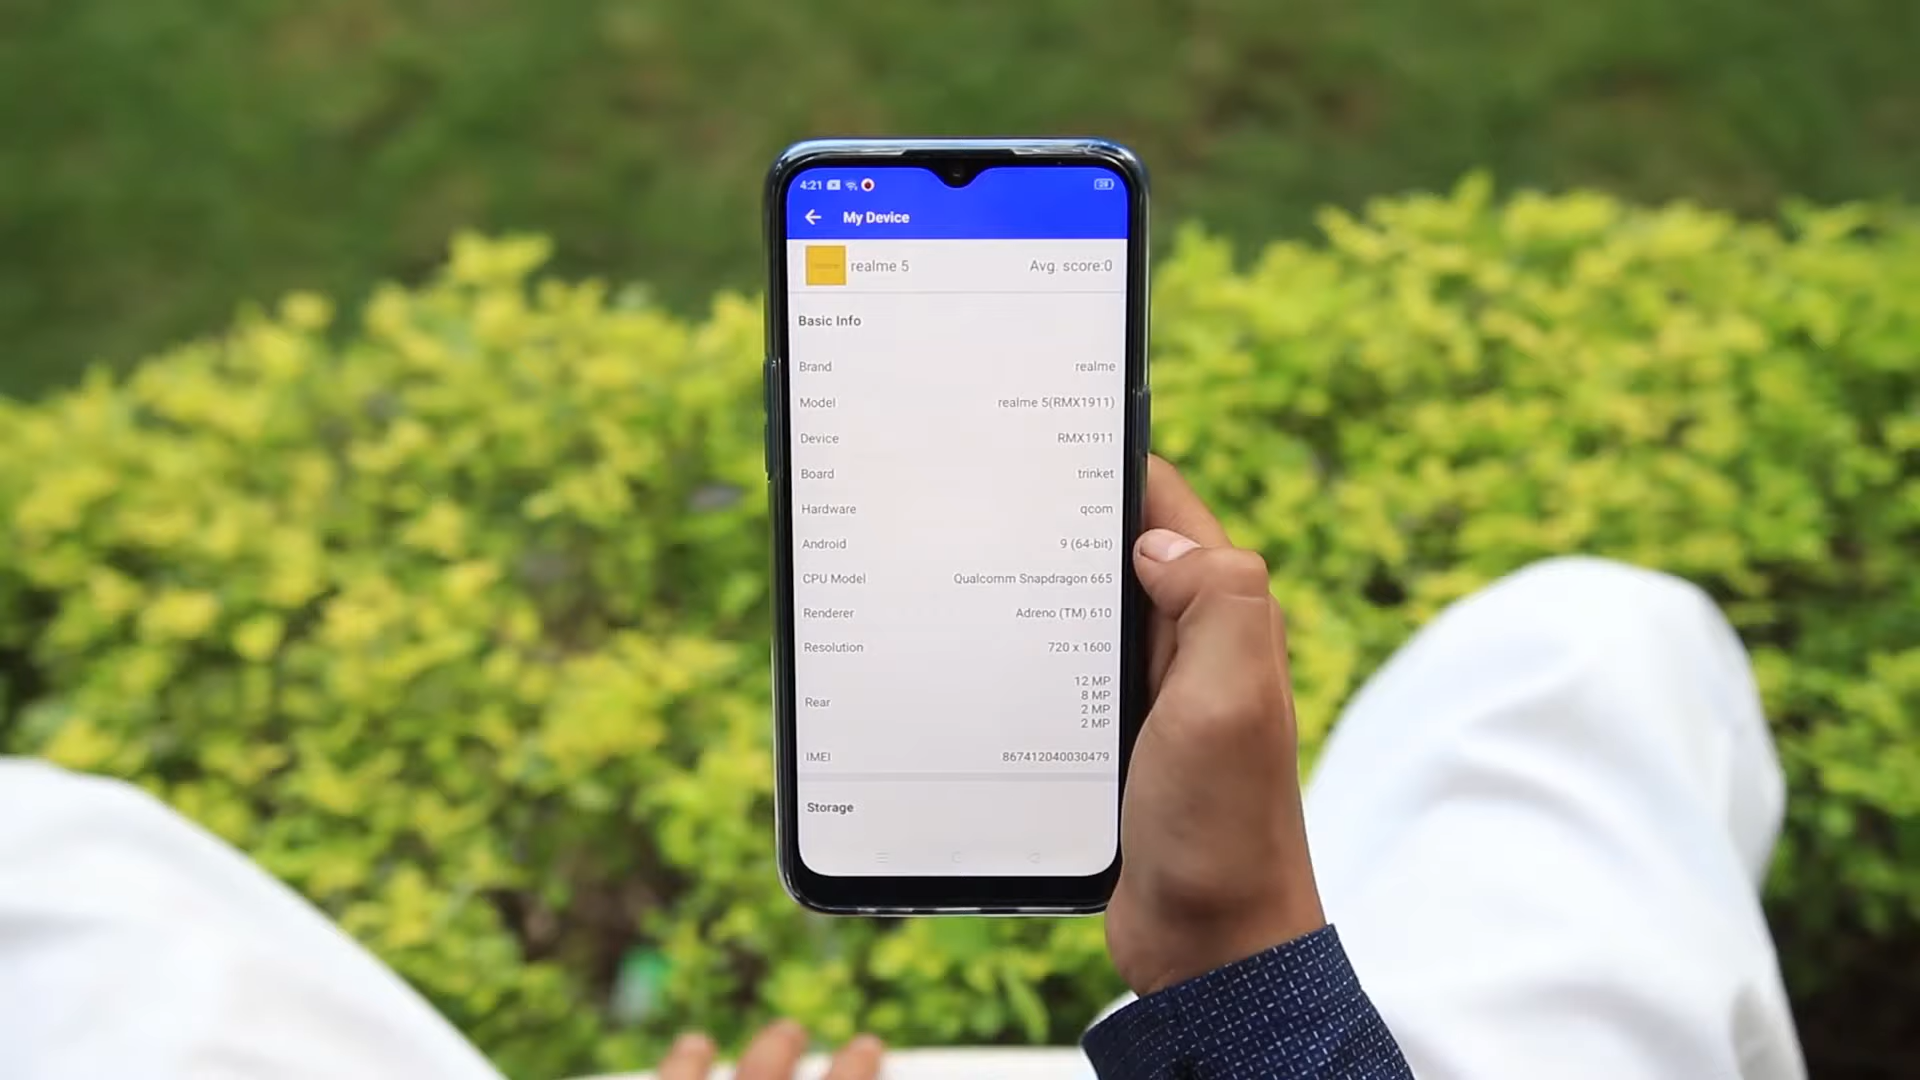 4:21
My Device
realme 5 Avg. score:0
Basic Info
Brand realme
Model realme 5(RMX1911)
Device RMX1911
Board trinket
Hardware qcom
Android 9 (64-bit)
CPU Model Qualcomm Snapdragon 665
Renderer Adreno (TM) 610
Resolution 720 x 1600
Rear 12 MP
8 MP
2 MP
2 MP
IMEI 867412040030479
Storage